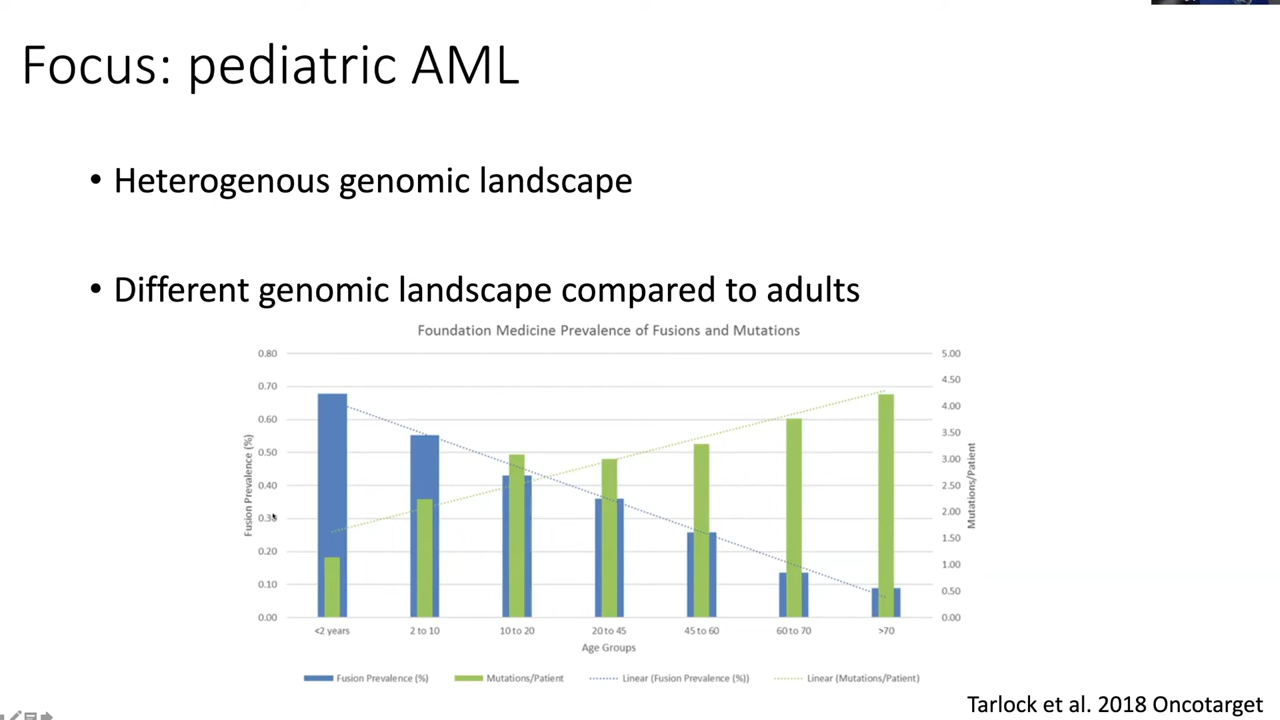 Focus: pediatric AML
• Heterogenous genomic landscape
• Different genomic landscape compared to adults
Foundation Medicine Prevalence of Fusions and Mutations
0.80
0.70
0.60
0.50
0.40
0.30
0.20
0.10
0.00
Fusion Prevalence (%)
5.00
4.50
4.00
3.50
3.00
2.50
2.00
1.50
1.00
0.50
0.00
Mutations/Patient
<2 years 2 to 10 10 to 20 20 to 45 45 to 60 60 to 70 >70
Age Groups
Fusion Prevalence (%) Mutations/Patient Linear (Fusion Prevalence (%)) Linear (Mutations/Patient)
Tarlock et al. 2018 Oncotarget